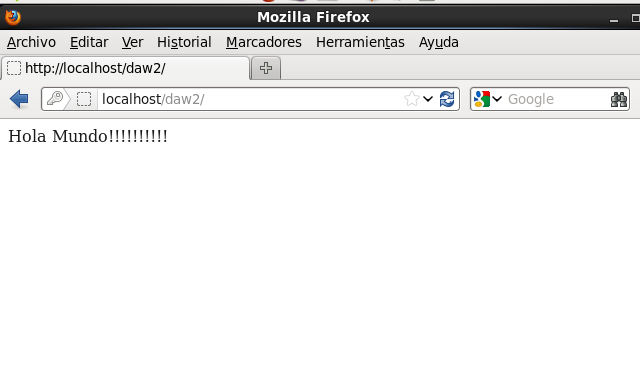 Mozilla Firefox
Archivo Editar Ver Historial Marcadores Herramientas Ayuda
http://localhost/daw2/
localhost/daw2/ Google
Hola Mundo!!!!!!!!!!